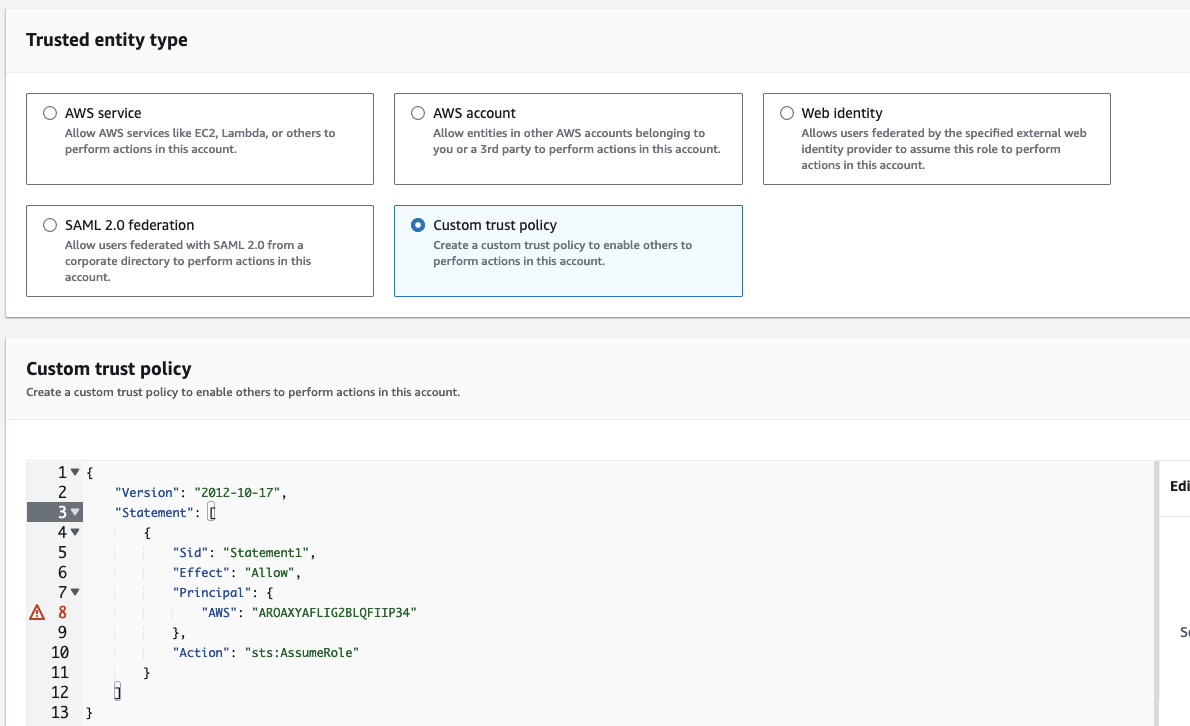 Trusted entity type
AWS service
Allow AWS services like EC2, Lambda, or others to
perform actions in this account.
AWS account
Allow entities in other AWS accounts belonging to
you or a 3rd party to perform actions in this account.
Web identity
Allows users federated by the specified external web
identity provider to assume this role to perform
actions in this account.
SAML 2.0 federation
Allow users federated with SAML 2.0 from a
corporate directory to perform actions in this
account.
Custom trust policy
Create a custom trust policy to enable others to
perform actions in this account.
Custom trust policy
Create a custom trust policy to enable others to perform actions in this account.
1 {
2 "Version": "2012-10-17",
3 "Statement": [
4 {
5 "Sid": "Statement1",
6 "Effect": "Allow",
7 "Principal": {
8 "AWS": "AROAXYAFLIG2BLQFIIP34"
9 },
10 "Action": "sts:AssumeRole"
11 }
12 ]
13 }
Edi